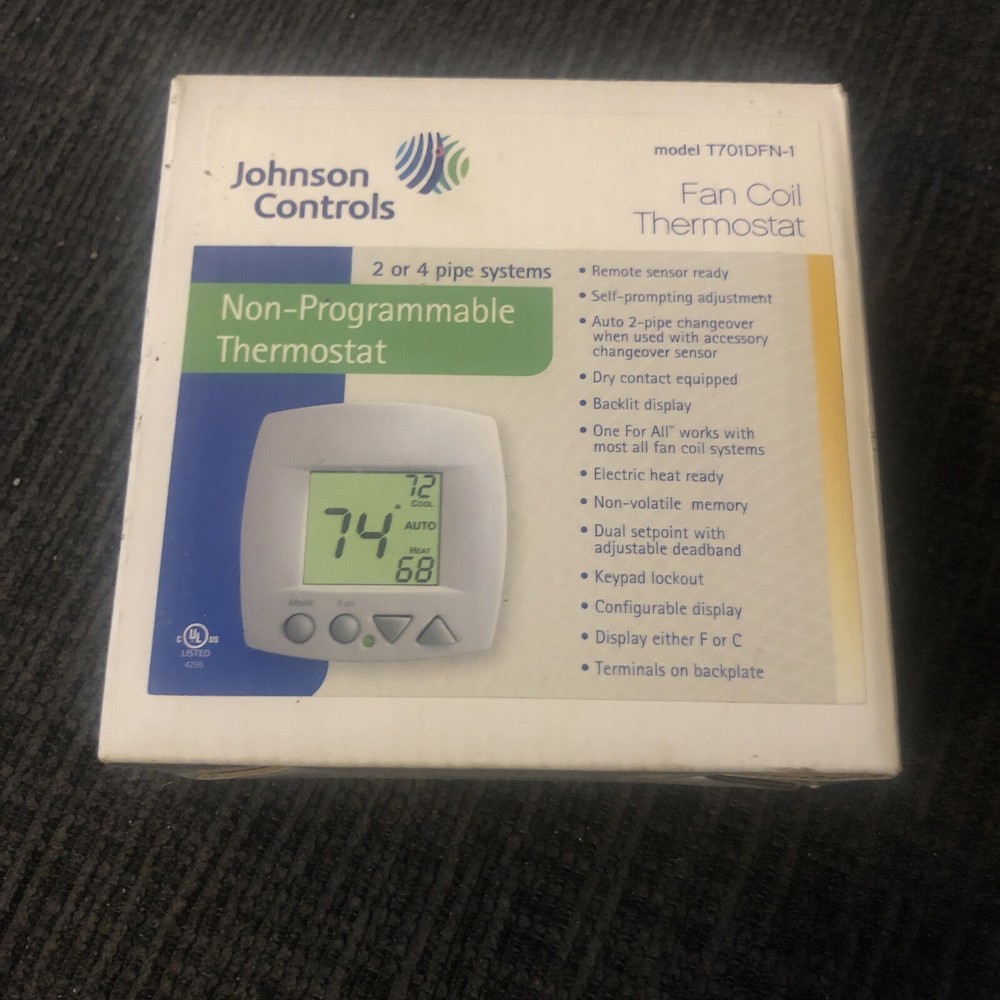 Johnson
Controls
model T701DFN-1
Fan Coil
Thermostat
2 or 4 pipe systems
Non-Programmable
Thermostat
72
COOL
74°
AUTO
HEAT
68
Mode
Fan
C UL US
LISTED
• Remote sensor ready
• Self-prompting adjustment
• Auto 2-pipe changeover
when used with accessory
changeover sensor
• Dry contact equipped
• Backlit display
• One For All™ works with
most all fan coil systems
• Electric heat ready
• Non-volatile memory
• Dual setpoint with
adjustable deadband
• Keypad lockout
• Configurable display
• Display either F or C
• Terminals on backplate